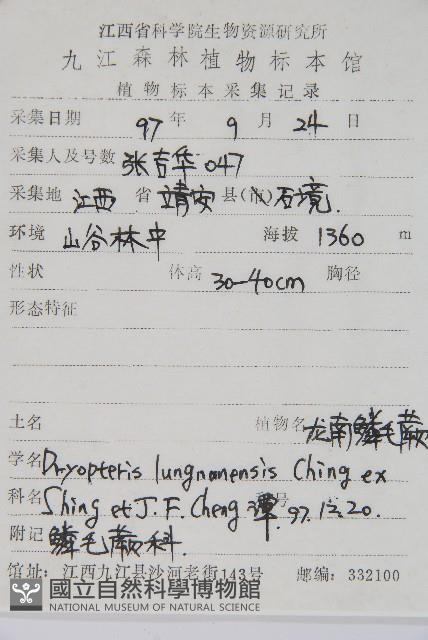 江西省科学院生物资源研究所
九江森林植物标本馆
植物标本采集记录
采集日期 97 年 9 月 24 日
采集人及号数 张吉华 047
采集地 江西 省 靖安 县(市) 石境.
环境 山谷林中 海拔 1360 m
性状 体高 30-40cm 胸径
形态特征
土名 植物名 龙南鳞毛蕨
学名 Dryopteris lungnanensis Ching ex
科名 Shing et J.F. Cheng 谭 97.12.20.
附记 鳞毛蕨科.
馆址:江西九江县沙河老街143号 邮编:332100
國立自然科學博物館
NATIONAL MUSEUM OF NATURAL SCIENCE